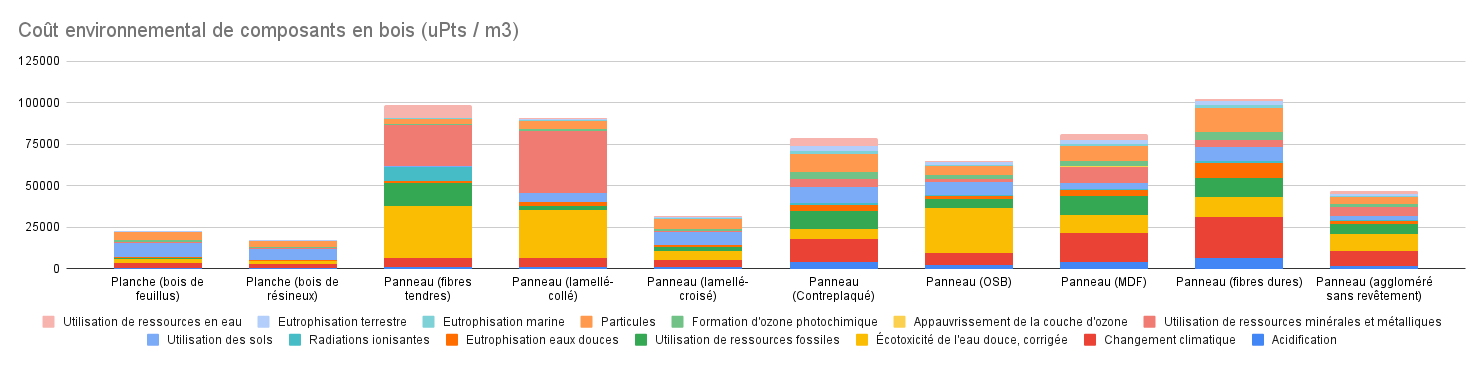 Coût environnemental de composants en bois (uPts / m3)
125000
100000
75000
50000
25000
0
Planche (bois de feuillus)
Planche (bois de résineux)
Panneau (fibres tendres)
Panneau (lamellé-collé)
Panneau (lamellé-croisé)
Panneau (Contreplaqué)
Panneau (OSB)
Panneau (MDF)
Panneau (fibres dures)
Panneau (aggloméré sans revêtement)
Utilisation de ressources en eau
Eutrophisation terrestre
Eutrophisation marine
Particules
Formation d'ozone photochimique
Appauvrissement de la couche d'ozone
Utilisation de ressources minérales et métalliques
Utilisation des sols
Radiations ionisantes
Eutrophisation eaux douces
Utilisation de ressources fossiles
Écotoxicité de l'eau douce, corrigée
Changement climatique
Acidification